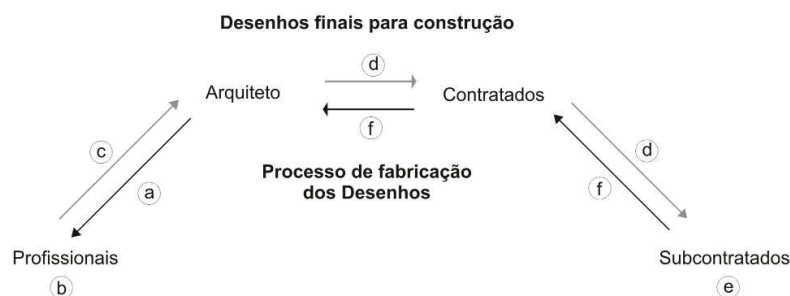 Desenhos finais para construção
d
Arquiteto
Contratados
f
c
d
Processo de fabricação
dos Desenhos
a
f
Profissionais
Subcontratados
b
e